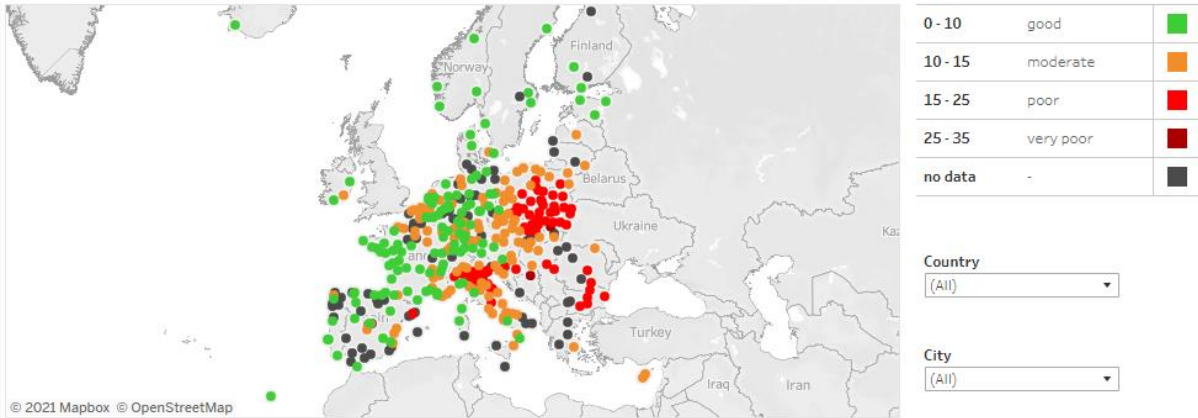 Finland
Norway
Belarus
Ukraine
Turkey
Iraq
Iran
© 2021 Mapbox © OpenStreetMap
0 - 10 good
10 - 15 moderate
15 - 25 poor
25 - 35 very poor
no data -
Country
(All)
City
(All)